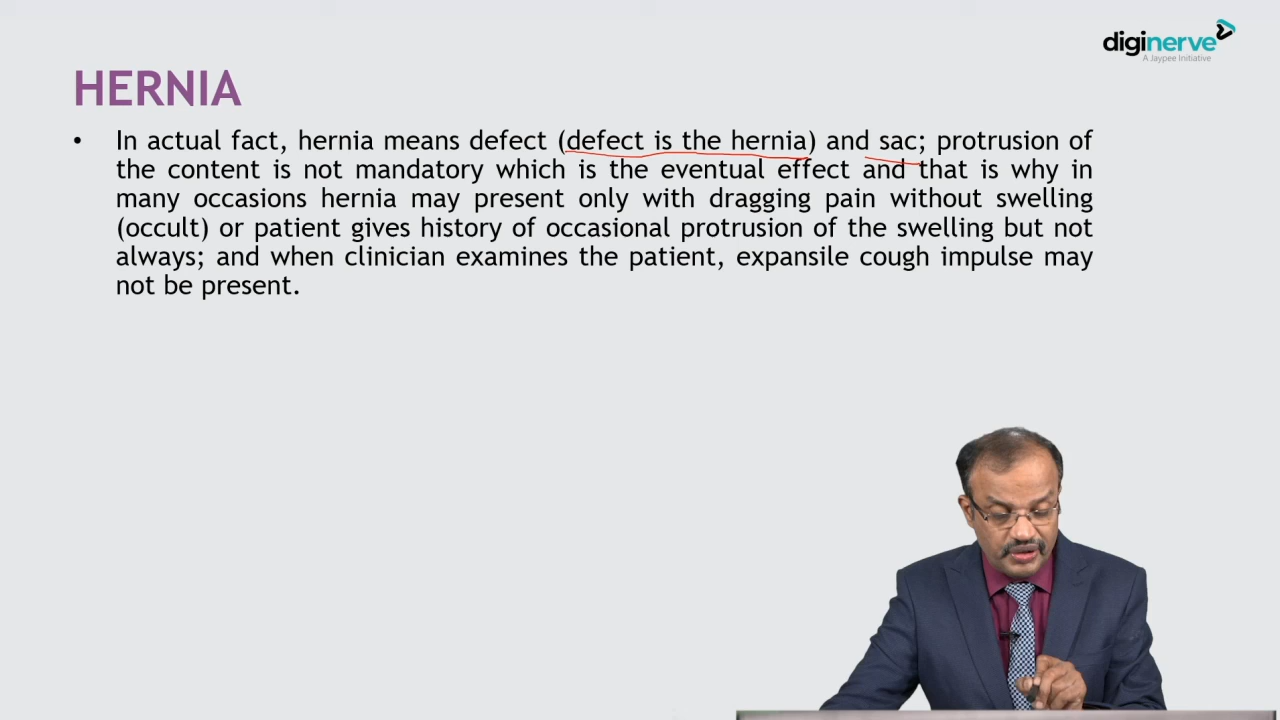 diginerve
A Jaypee Initiative
HERNIA
• In actual fact, hernia means defect (defect is the hernia) and sac; protrusion of
the content is not mandatory which is the eventual effect and that is why in
many occasions hernia may present only with dragging pain without swelling
(occult) or patient gives history of occasional protrusion of the swelling but not
always; and when clinician examines the patient, expansile cough impulse may
not be present.